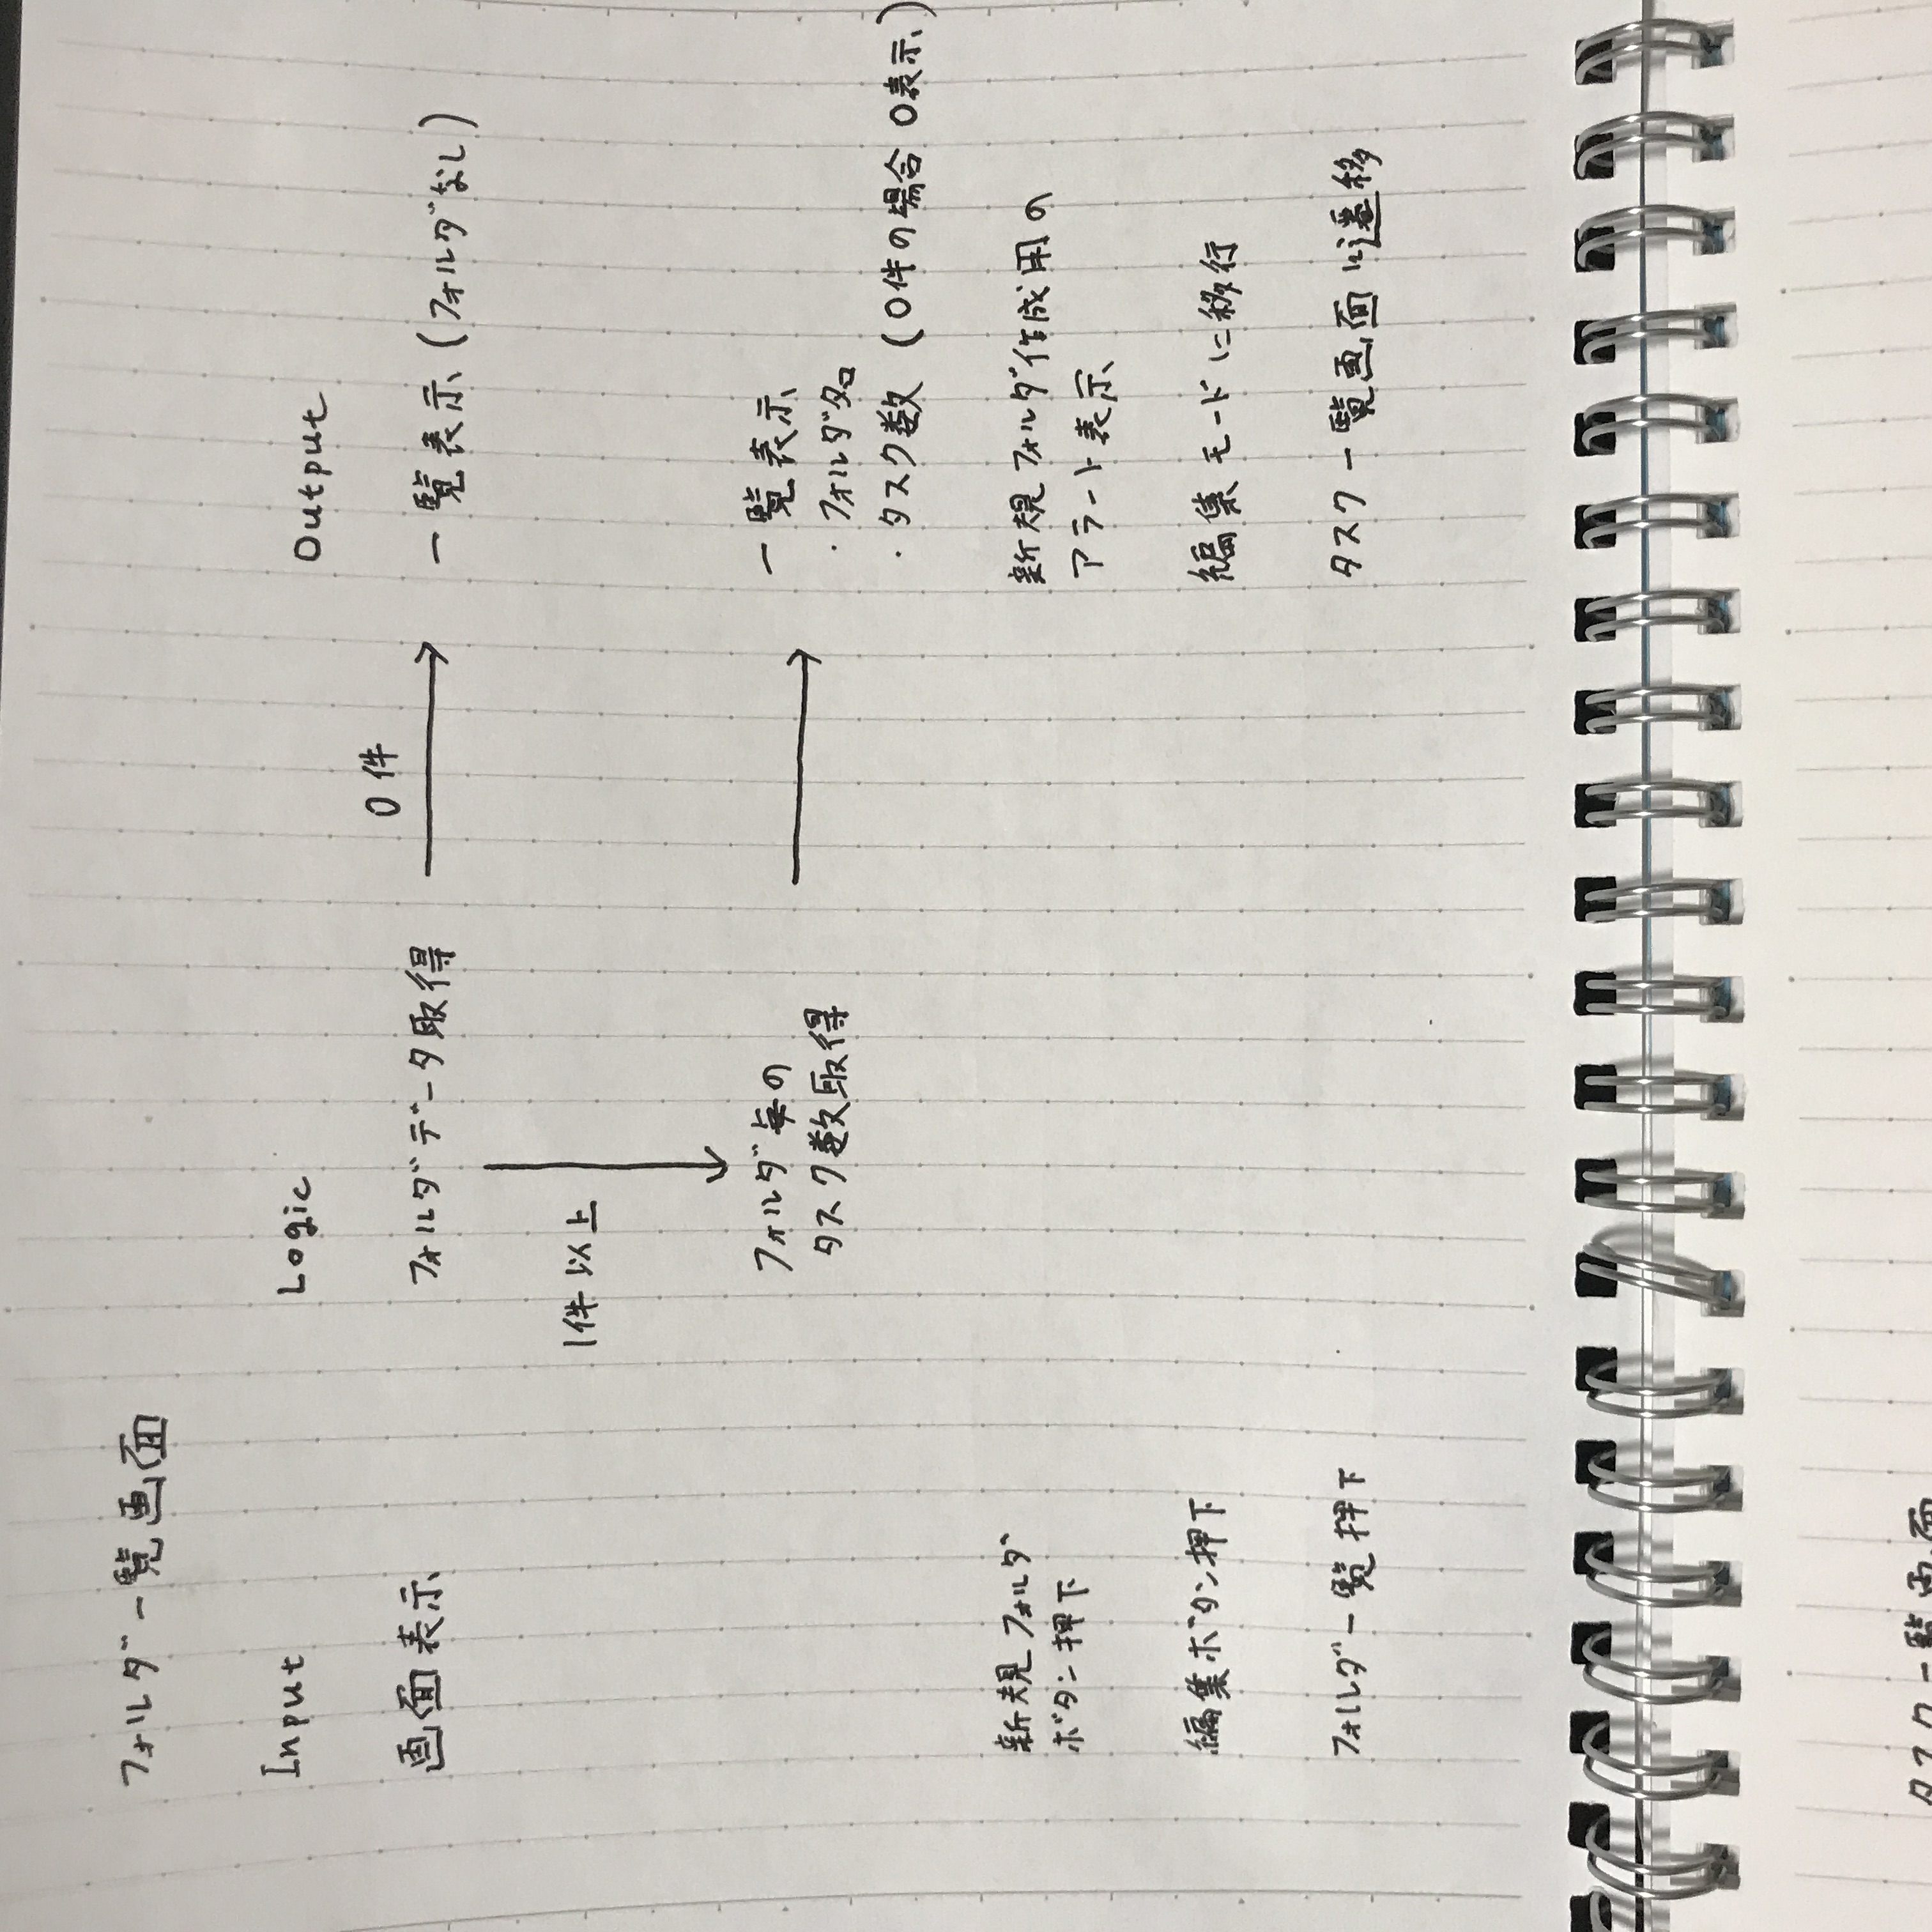 フォルダ一覧画面
Input
Logic
Output
画面表示
フォルダデータ取得
0件
一覧表示(フォルダなし)
1件以上
フォルダ毎の
タスク数取得
一覧表示
・フォルダ名
・タスク数 (0件の場合 0表示)
新規フォルダ
ボタン押下
新規フォルダ作成用の
アラート表示
編集ボタン押下
編集モードに移行
フォルダ一覧押下
タスク一覧画面に遷移
タスク一覧画面